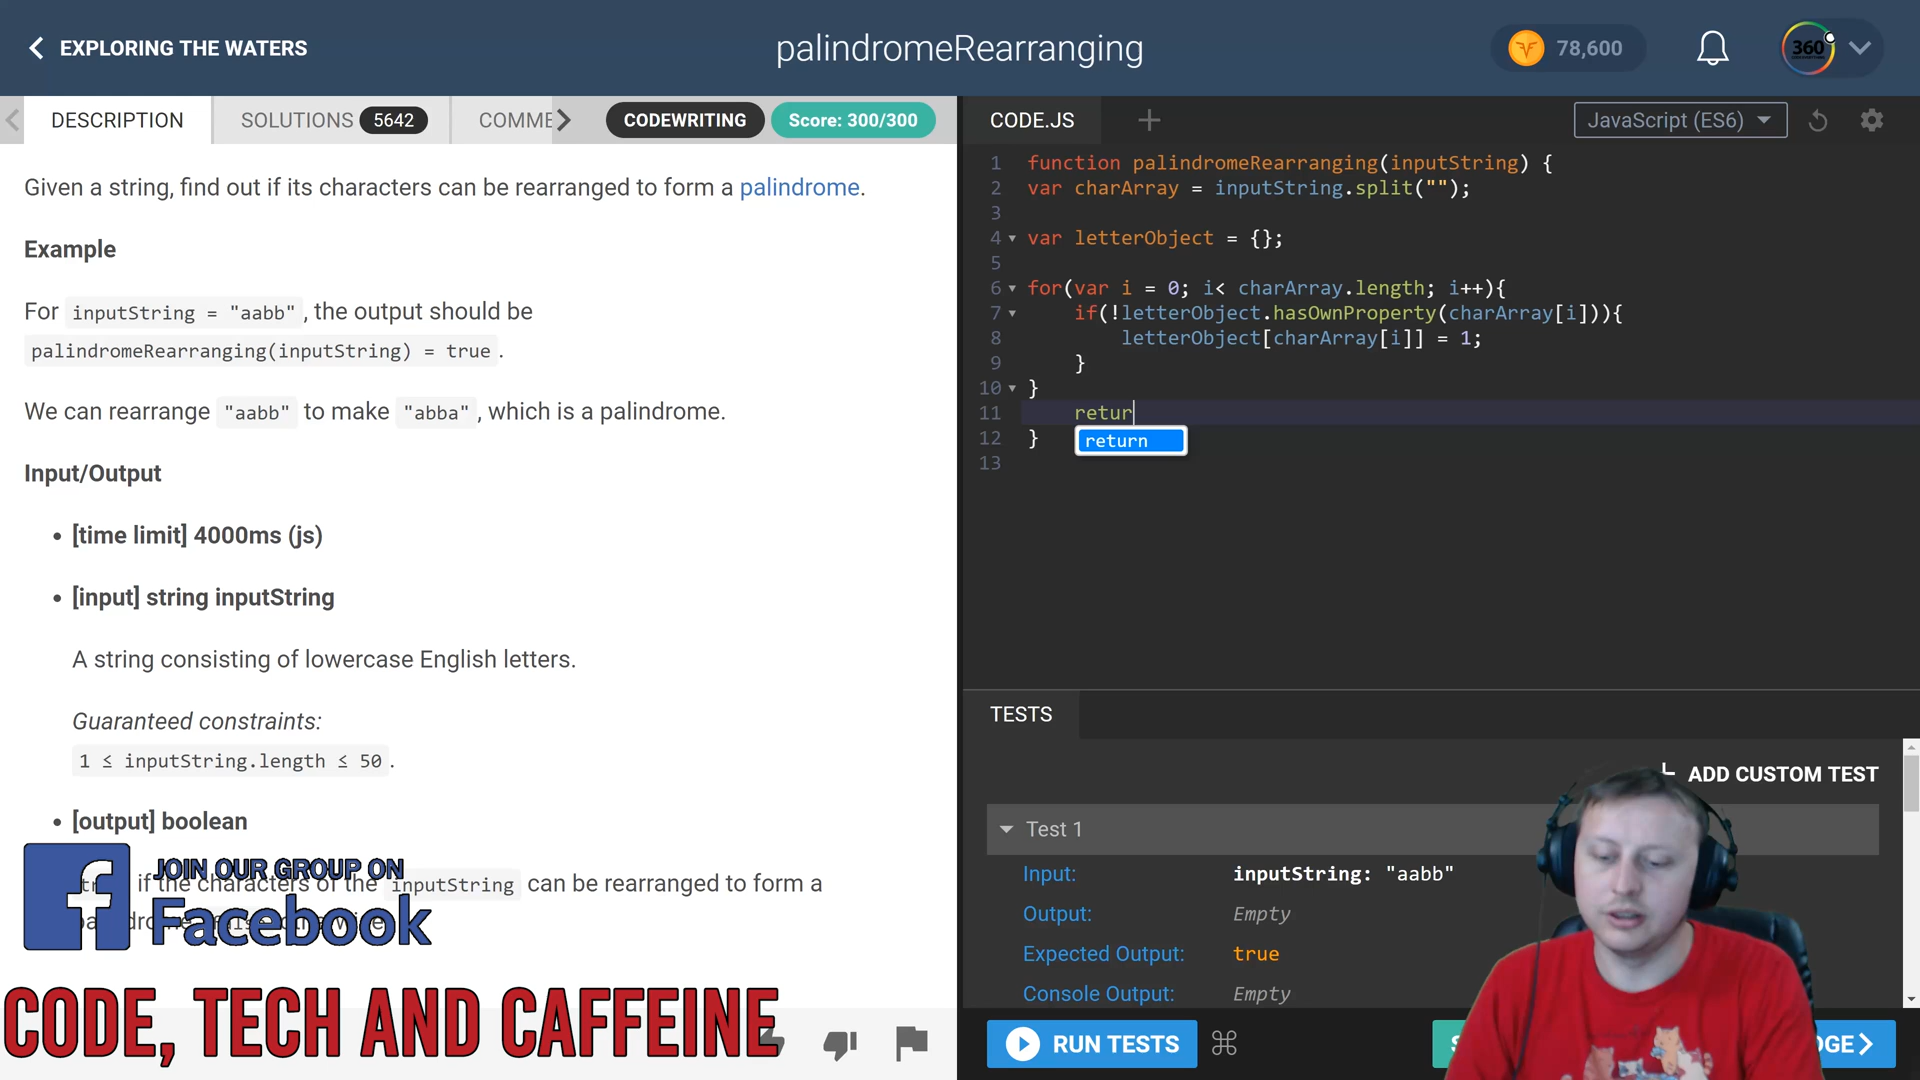 EXPLORING THE WATERS
palindromeRearranging
78,600
360
DESCRIPTION
SOLUTIONS 5642
COMME
CODEWRITING
Score: 300/300
Given a string, find out if its characters can be rearranged to form a palindrome.
Example
For inputString = "aabb", the output should be
palindromeRearranging(inputString) = true.
We can rearrange "aabb" to make "abba", which is a palindrome.
Input/Output
• [time limit] 4000ms (js)
• [input] string inputString
A string consisting of lowercase English letters.
Guaranteed constraints:
1 ≤ inputString.length ≤ 50.
• [output] boolean
if the characters of the inputString can be rearranged to form a
JOIN OUR GROUP ON
Facebook
CODE, TECH AND CAFFEINE
CODE.JS
JavaScript (ES6)
1 function palindromeRearranging(inputString) {
2 var charArray = inputString.split("");
3
4 var letterObject = {};
5
6 for(var i = 0; i< charArray.length; i++){
7 if(!letterObject.hasOwnProperty(charArray[i])){
8 letterObject[charArray[i]] = 1;
9 }
10 }
11 retur
12 }
return
13
TESTS
ADD CUSTOM TEST
Test 1
Input: inputString: "aabb"
Output: Empty
Expected Output: true
Console Output: Empty
RUN TESTS